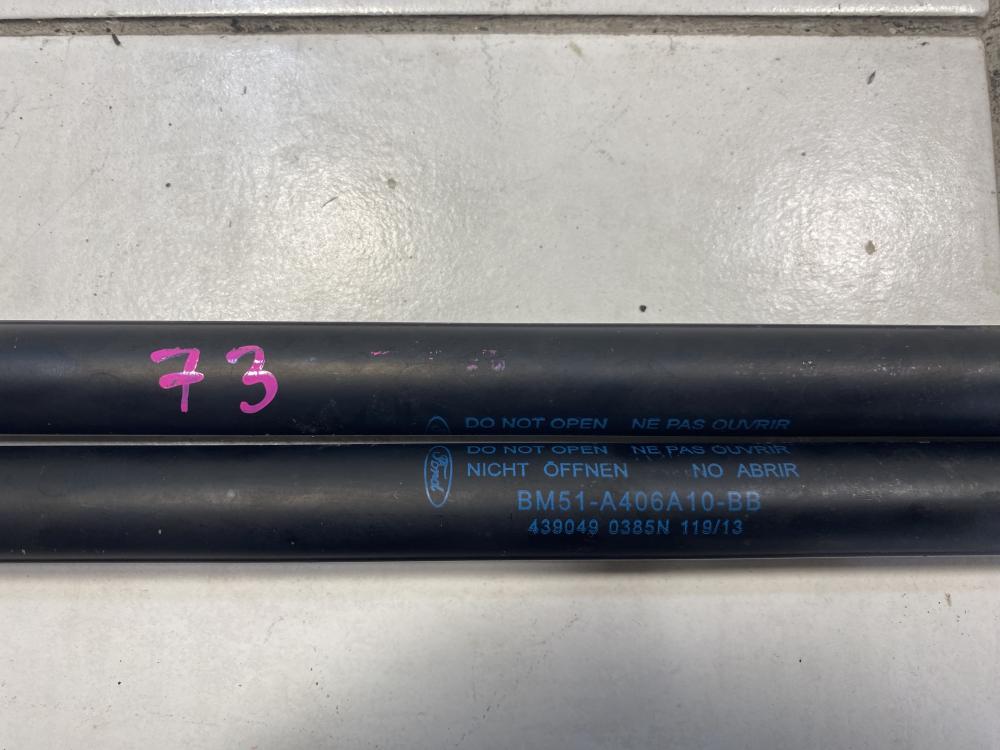 73
DO NOT OPEN NE PAS OUVRIR
Ford
DO NOT OPEN NE PAS OUVRIR
NICHT ÖFFNEN NO ABRIR
BM51-A406A10-BB
439049 0385N 119/13